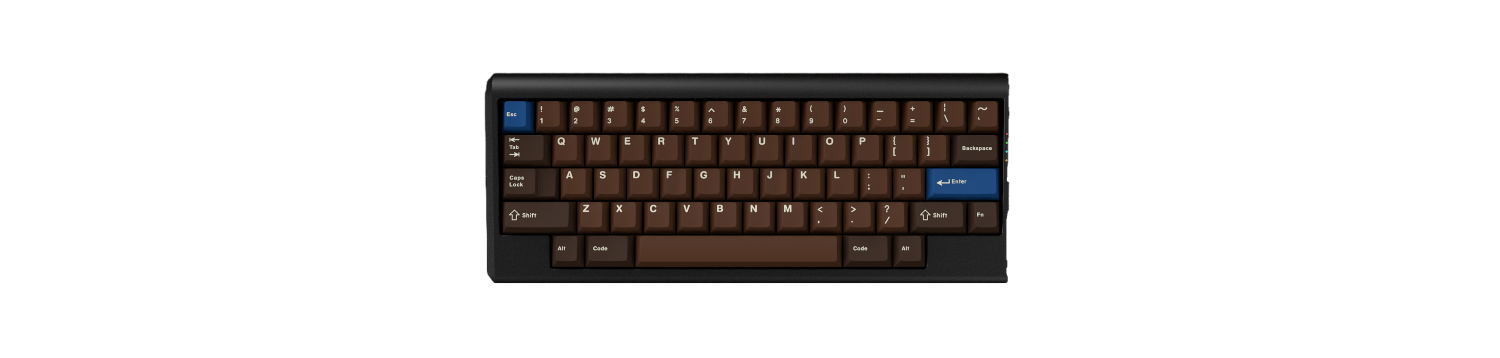 Esc ! @ # $ % ^ & * ( ) _ + ¦ ~
1 2 3 4 5 6 7 8 9 0 - = \ `
Tab Q W E R T Y U I O P { } Backspace
[ ]
Caps Lock A S D F G H J K L : " Enter
; '
Shift Z X C V B N M < > ? Shift Fn
, . /
Alt Code Code Alt